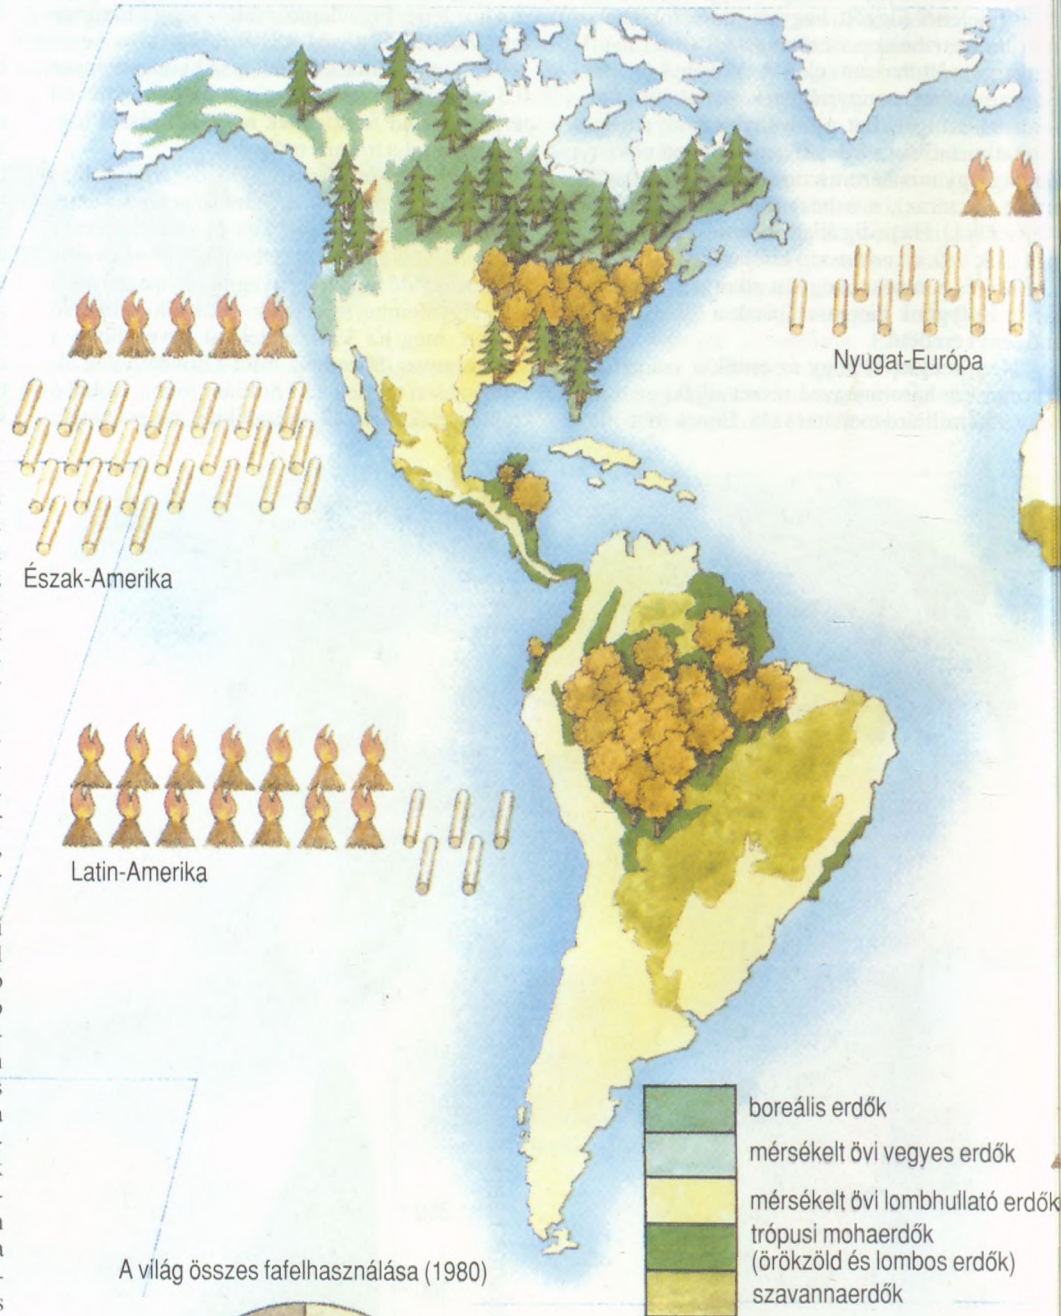 Nyugat-Európa
Észak-Amerika
Latin-Amerika
boreális erdők
mérsékelt övi vegyes erdők
mérsékelt övi lombhullató erdők
trópusi mohaerdők
(örökzöld és lombos erdők)
szavannaerdők
A világ összes fafelhasználása (1980)